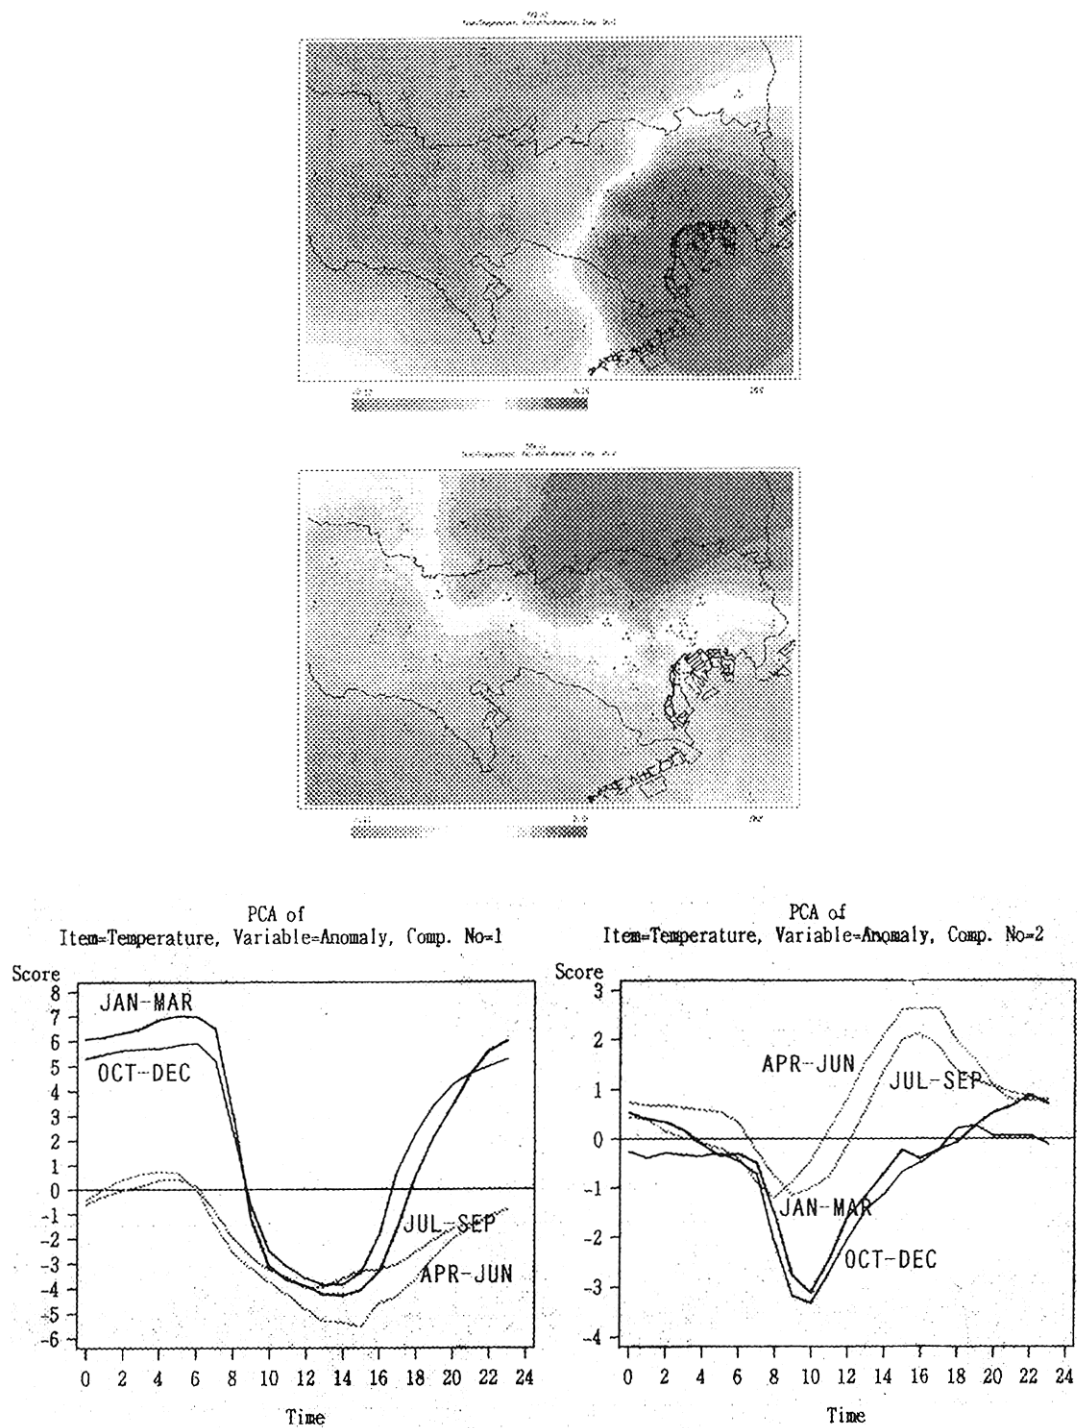 PCA of
Item=Temperature, Variable=Anomaly, Comp. No=1
Score
8
7
6
5
4
3
2
1
0
-1
-2
-3
-4
-5
-6
JAN-MAR
OCT-DEC
JUL-SEP
APR-JUN
0 2 4 6 8 10 12 14 16 18 20 22 24
Time
PCA of
Item=Temperature, Variable=Anomaly, Comp. No=2
Score
3
2
1
0
-1
-2
-3
-4
APR-JUN
JUL-SEP
JAN-MAR
OCT-DEC
0 2 4 6 8 10 12 14 16 18 20 22 24
Time